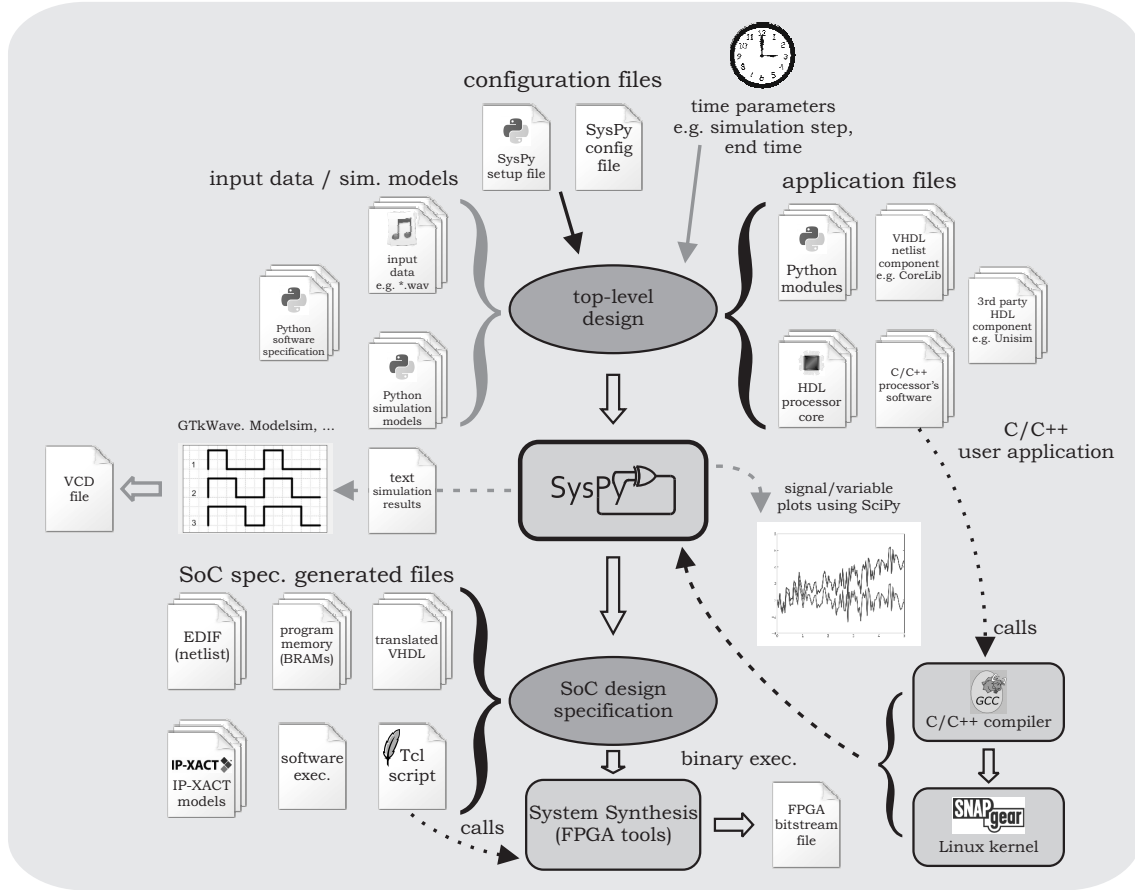 configuration files
SysPy
setup file
SysPy
config
file
time parameters
e.g. simulation step,
end time
input data / sim. models
input
data
e.g. *.wav
Python
software
specification
Python
simulation
models
top-level
design
application files
Python
modules
VHDL
netlist
component
e.g. CoreLib
3rd party
HDL
component
e.g. Unisim
HDL
processor
core
C/C++
processor's
software
C/C++
user application
GTkWave. Modelsim, ...
1
2
3
VCD
file
text
simulation
results
SysPy
signal/variable
plots using SciPy
SoC spec. generated files
EDIF
(netlist)
program
memory
(BRAMs)
translated
VHDL
IP-XACT
IP-XACT
models
software
exec.
Tcl
script
SoC design
specification
calls
System Synthesis
(FPGA tools)
binary exec.
FPGA
bitstream
file
calls
GCC
C/C++ compiler
SNAP
gear
Linux kernel